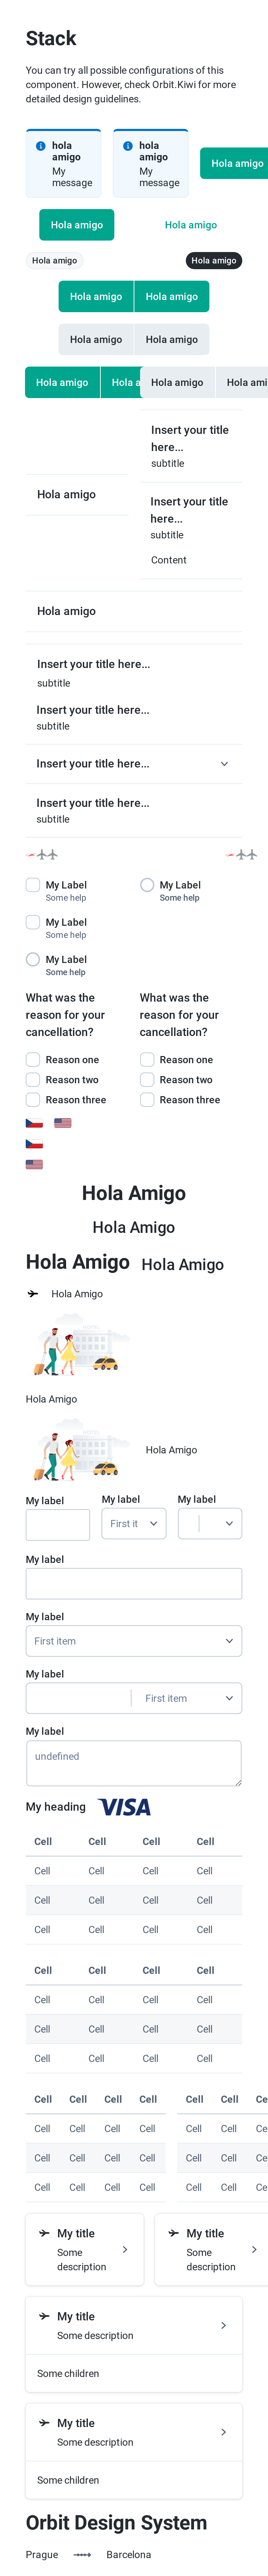 Stack
You can try all possible configurations of this
component. However, check Orbit.Kiwi for more
detailed design guidelines.
hola
amigo
My
message
hola
amigo
My
message
Hola amigo
Hola amigo
Hola amigo
Hola amigo
Hola amigo
Hola amigo
Hola amigo
Hola amigo
Hola amigo
Hola amigo
Hola a
Hola amigo
Hola ami
Insert your title
here...
subtitle
Hola amigo
Insert your title
here...
subtitle
Content
Hola amigo
Insert your title here...
subtitle
Insert your title here...
subtitle
Insert your title here...
Insert your title here...
subtitle
My Label
Some help
My Label
Some help
My Label
Some help
My Label
Some help
What was the
reason for your
cancellation?
Reason one
Reason two
Reason three
What was the
reason for your
cancellation?
Reason one
Reason two
Reason three
Hola Amigo
Hola Amigo
Hola Amigo
Hola Amigo
Hola Amigo
Hola Amigo
Hola Amigo
My label
My label
First it
My label
My label
My label
First item
My label
First item
My label
undefined
My heading
VISA
Cell Cell Cell Cell
Cell Cell Cell Cell
Cell Cell Cell Cell
Cell Cell Cell Cell
Cell Cell Cell Cell
Cell Cell Cell Cell
Cell Cell Cell Cell
Cell Cell Cell Cell
Cell Cell Cell Cell Cell Cell Ce
Cell Cell Cell Cell Cell Cell Ce
Cell Cell Cell Cell Cell Cell Ce
Cell Cell Cell Cell Cell Cell Ce
My title
Some
description
My title
Some
description
My title
Some description
Some children
My title
Some description
Some children
Orbit Design System
Prague Barcelona